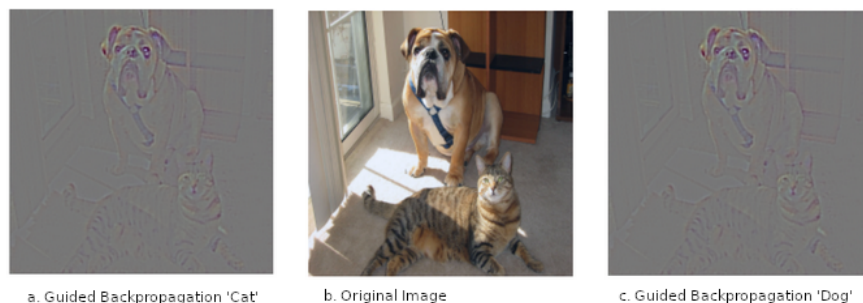 a. Guided Backpropagation 'Cat'
b. Original Image
c. Guided Backpropagation 'Dog'